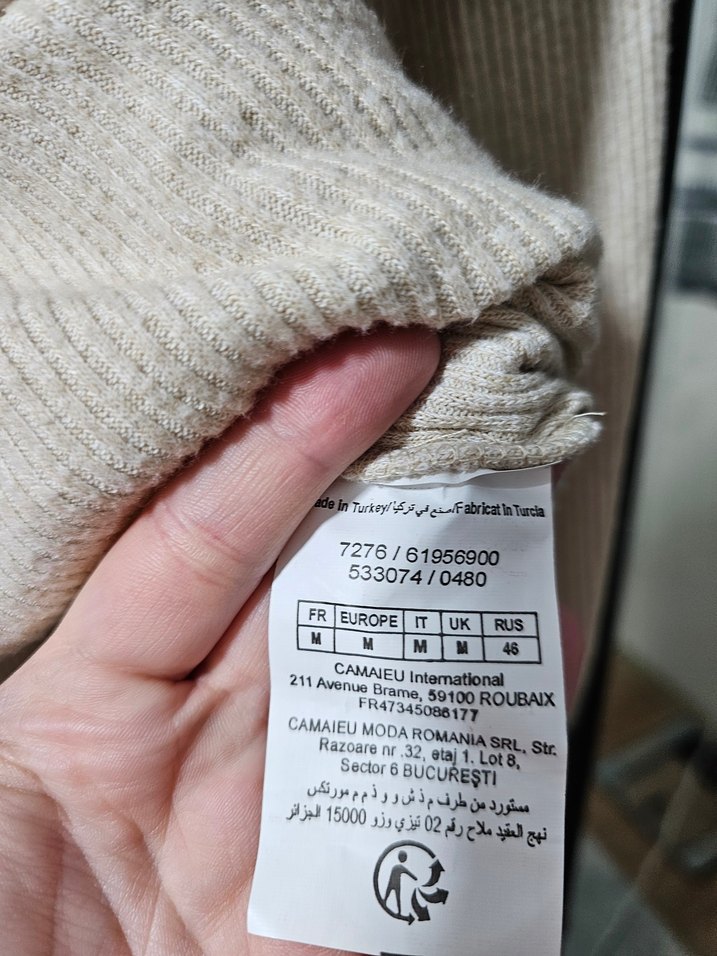 ade in Turkey/صنع في تركيا/Fabricat in Turcia
7276 / 61956900
533074 / 0480
FR EUROPE IT UK RUS
M M M M 46
CAMAIEU International
211 Avenue Brame, 59100 ROUBAIX
FR47345086177
CAMAIEU MODA ROMANIA SRL, Str.
Razoare nr .32, etaj 1. Lot 8,
Sector 6 BUCUREŞTI
مستورد من طرف م ذ ش و و ذ م م مورتكس
نهج العقيد ملاح رقم 02 تيزي وزو 15000 الجزائر